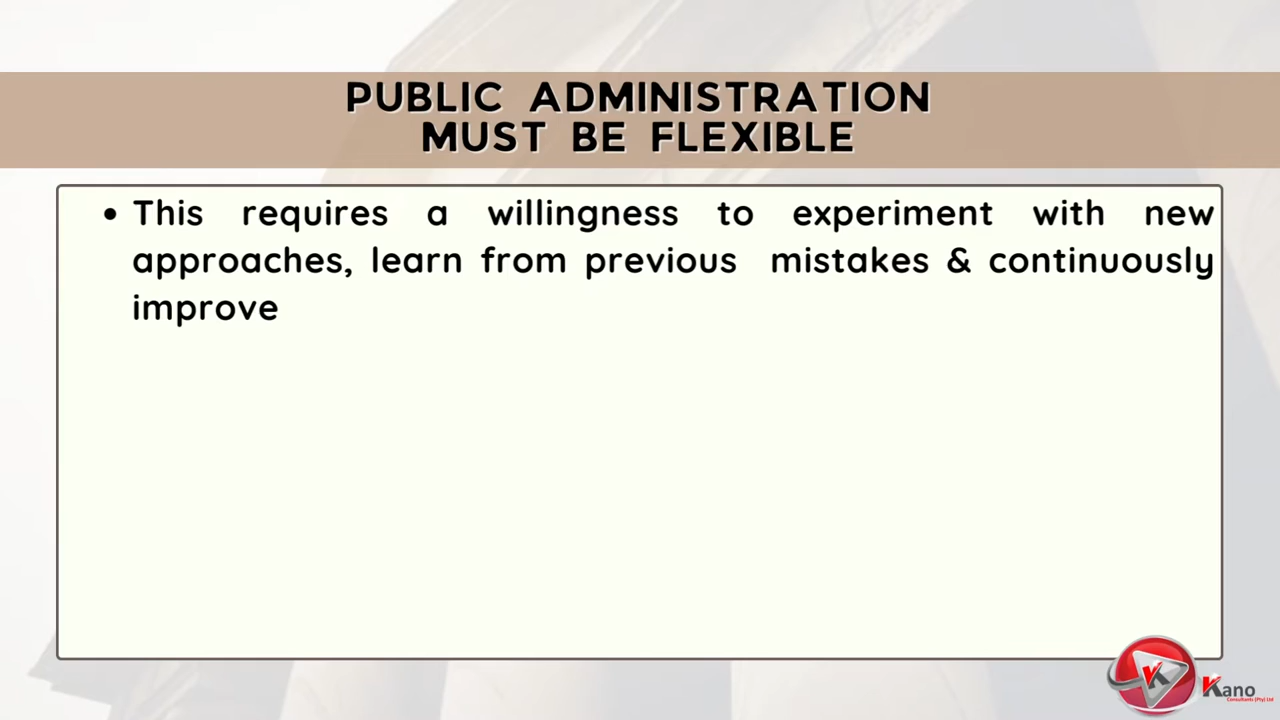 PUBLIC ADMINISTRATION
MUST BE FLEXIBLE
• This requires a willingness to experiment with new
approaches, learn from previous mistakes & continuously
improve
K
Kano
Consultants (Pty) Ltd